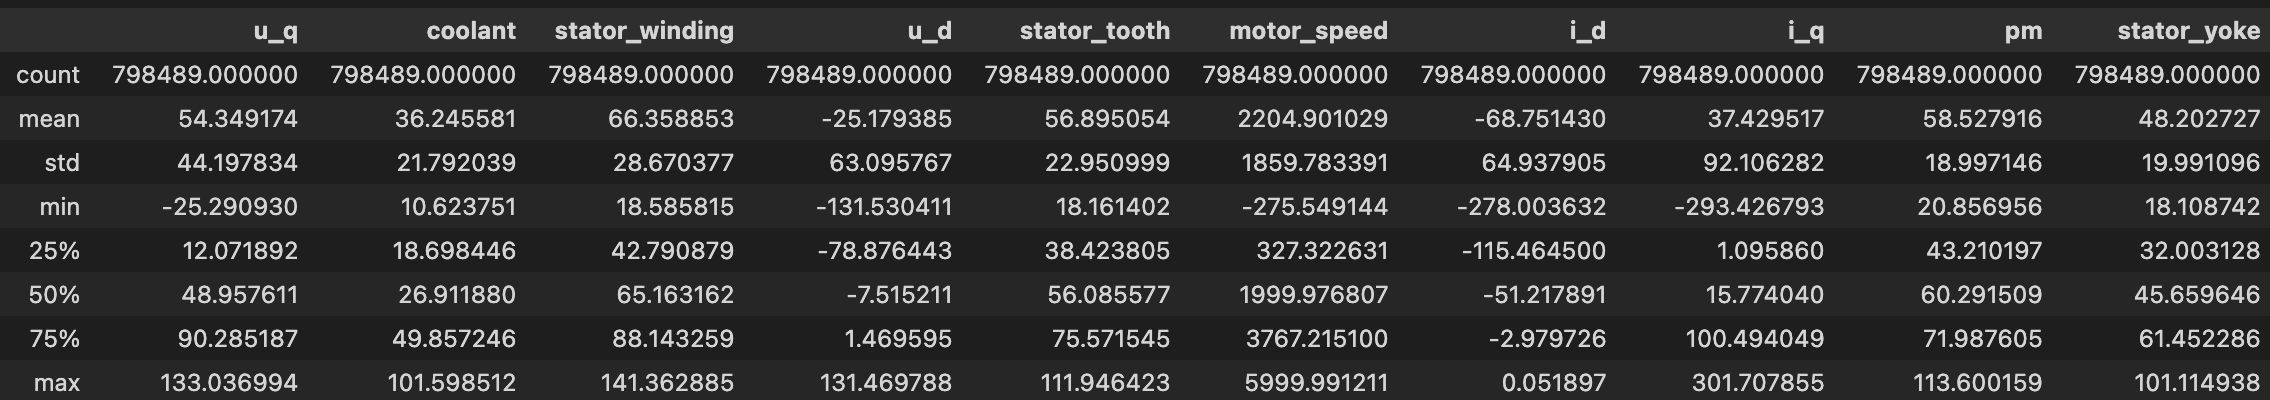 u_q coolant stator_winding u_d stator_tooth motor_speed i_d i_q pm stator_yoke
count 798489.000000 798489.000000 798489.000000 798489.000000 798489.000000 798489.000000 798489.000000 798489.000000 798489.000000 798489.000000
mean 54.349174 36.245581 66.358853 -25.179385 56.895054 2204.901029 -68.751430 37.429517 58.527916 48.202727
std 44.197834 21.792039 28.670377 63.095767 22.950999 1859.783391 64.937905 92.106282 18.997146 19.991096
min -25.290930 10.623751 18.585815 -131.530411 18.161402 -275.549144 -278.003632 -293.426793 20.856956 18.108742
25% 12.071892 18.698446 42.790879 -78.876443 38.423805 327.322631 -115.464500 1.095860 43.210197 32.003128
50% 48.957611 26.911880 65.163162 -7.515211 56.085577 1999.976807 -51.217891 15.774040 60.291509 45.659646
75% 90.285187 49.857246 88.143259 1.469595 75.571545 3767.215100 -2.979726 100.494049 71.987605 61.452286
max 133.036994 101.598512 141.362885 131.469788 111.946423 5999.991211 0.051897 301.707855 113.600159 101.114938